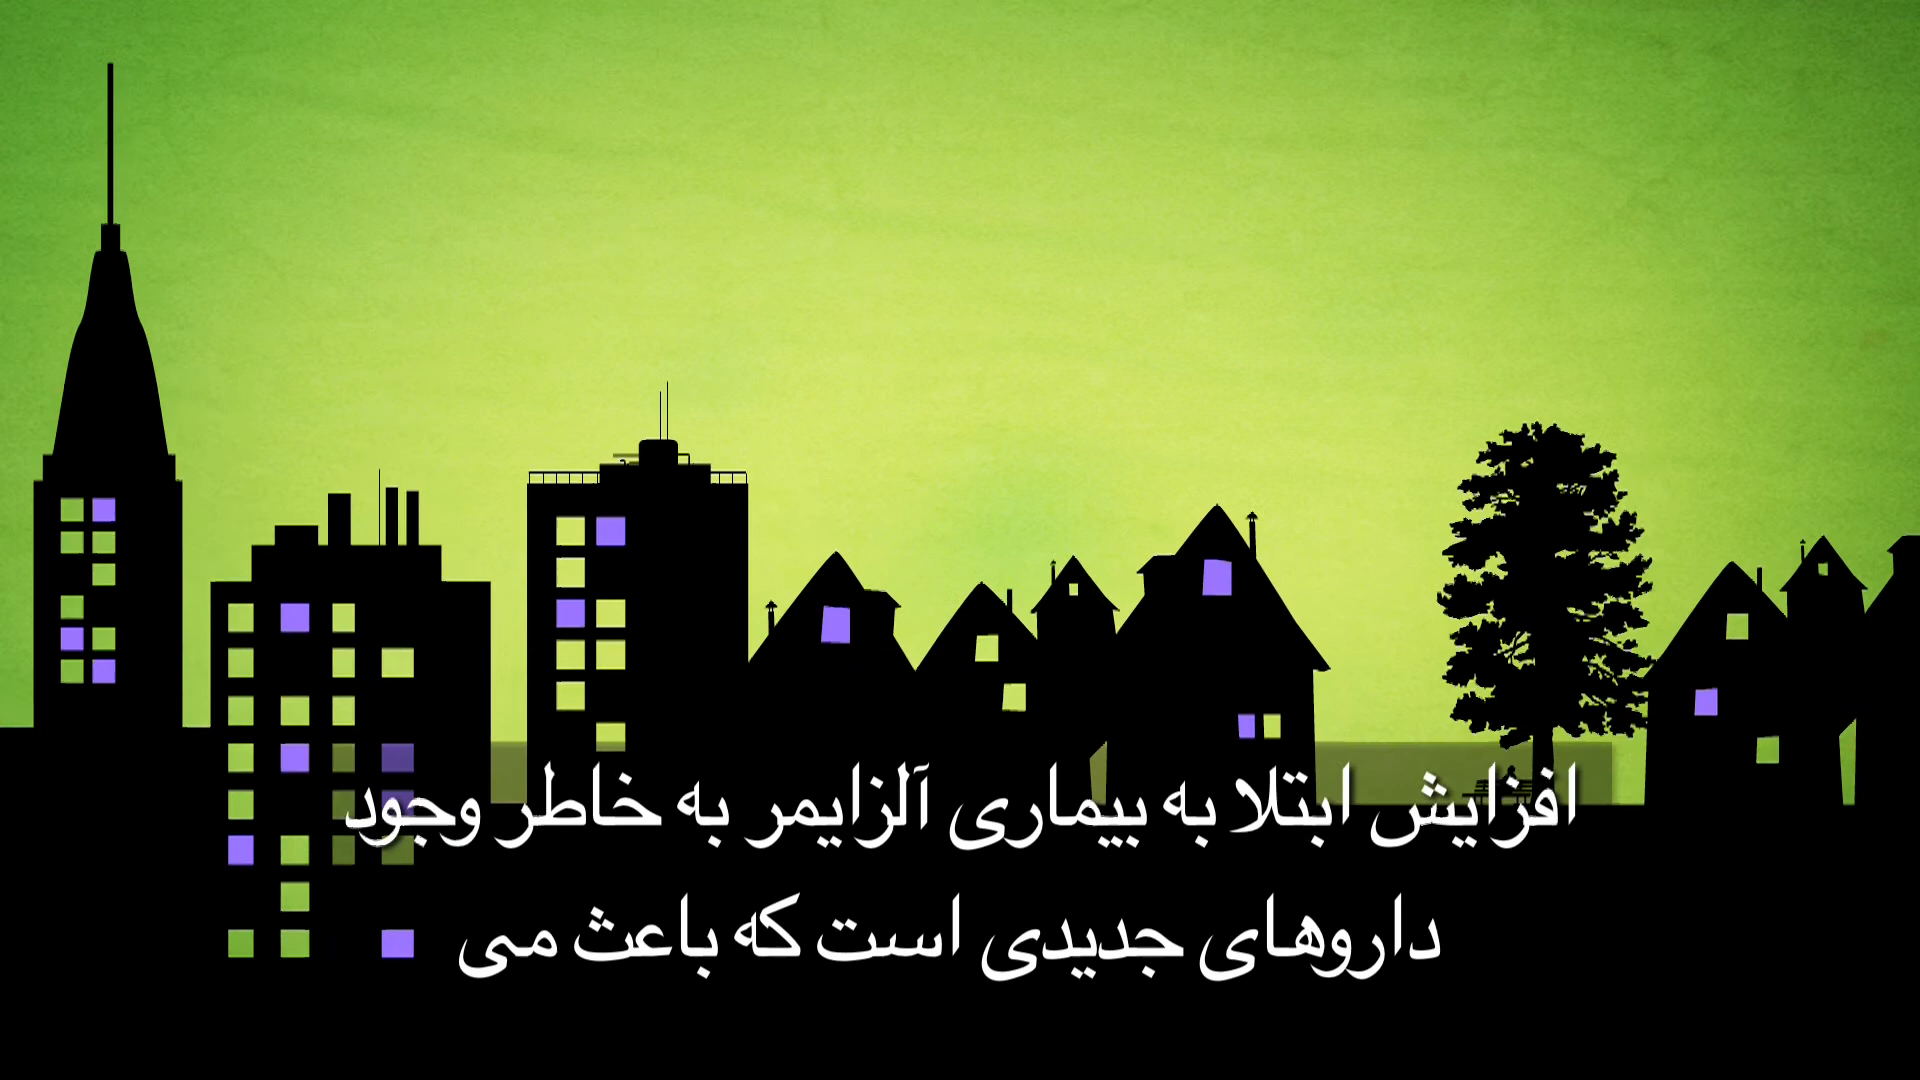 افزایش ابتلا به بیماری آلزایمر به خاطر وجود
داروهای جدیدی است که باعث می